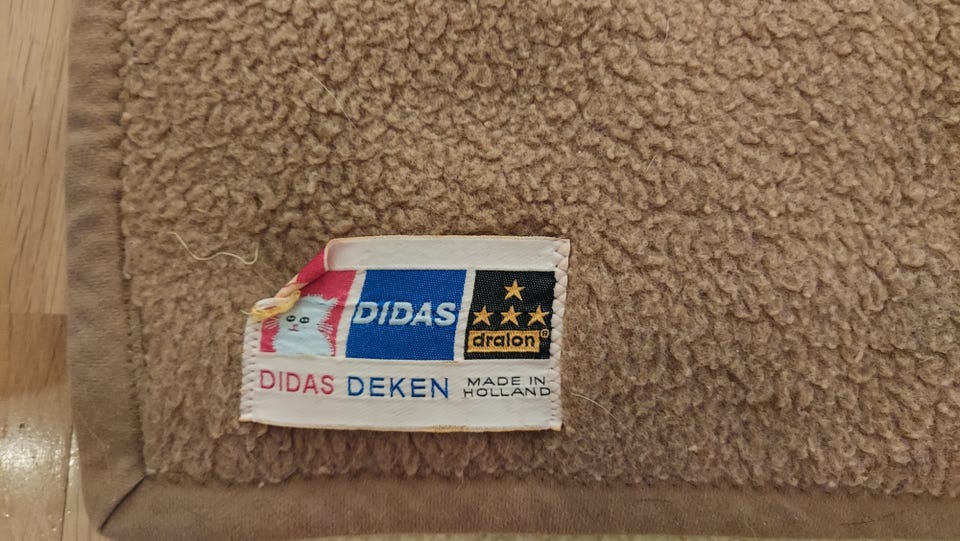 DIDAS
dralon®
DIDAS DEKEN MADE IN HOLLAND